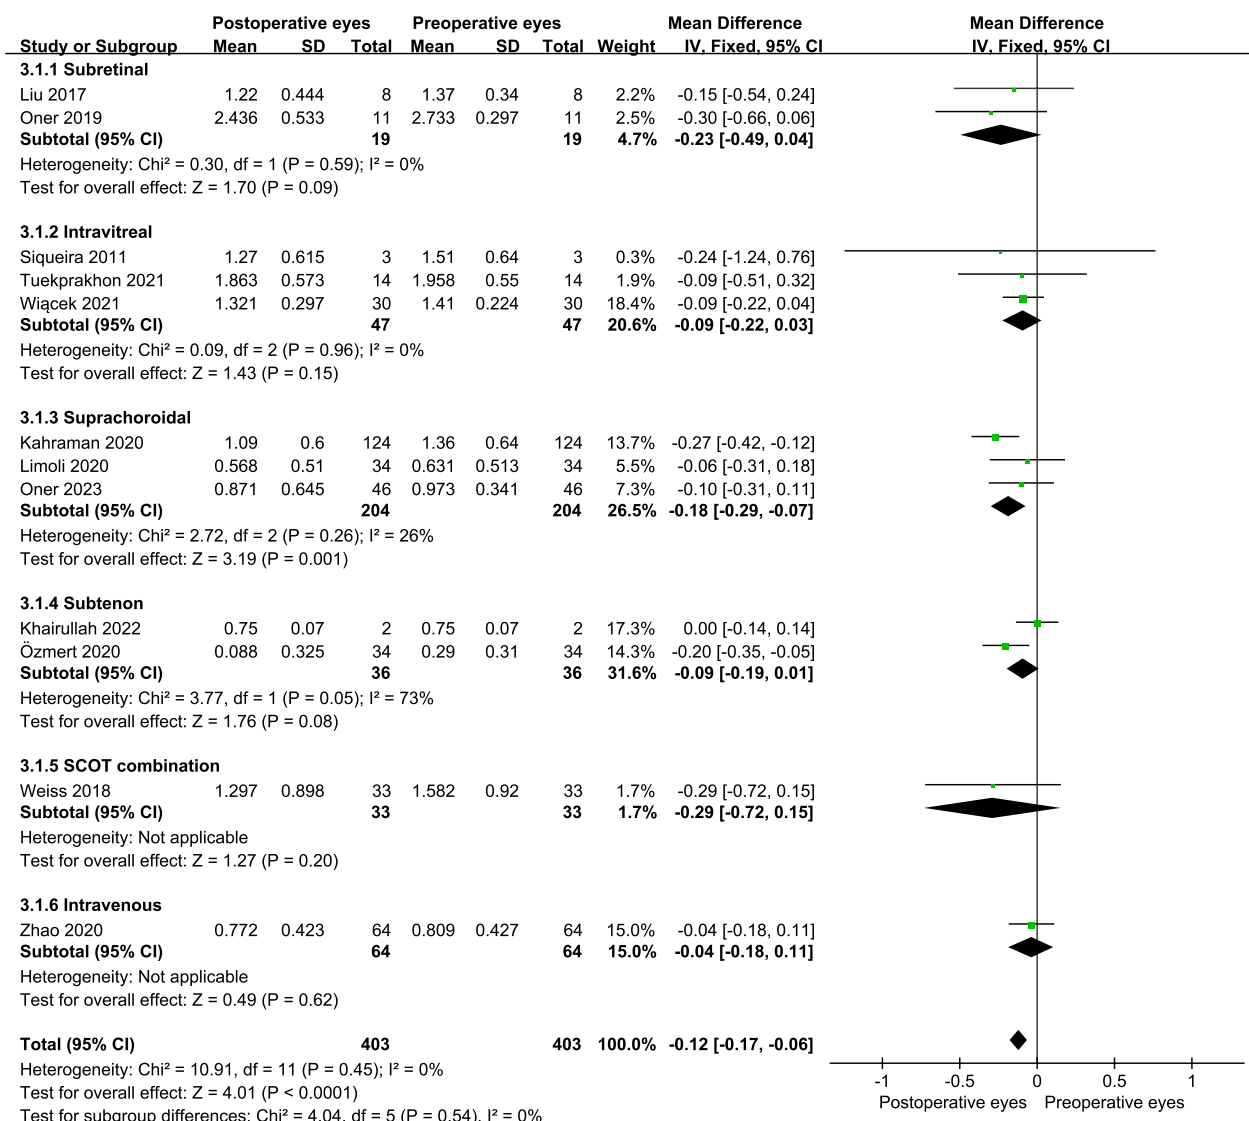 Postoperative eyes Preoperative eyes Mean Difference Mean Difference
Study or Subgroup Mean SD Total Mean SD Total Weight IV, Fixed, 95% CI IV, Fixed, 95% CI
3.1.1 Subretinal
Liu 2017 1.22 0.444 8 1.37 0.34 8 2.2% -0.15 [-0.54, 0.24]
Oner 2019 2.436 0.533 11 2.733 0.297 11 2.5% -0.30 [-0.66, 0.06]
Subtotal (95% CI) 19 19 4.7% -0.23 [-0.49, 0.04]
Heterogeneity: Chi² = 0.30, df = 1 (P = 0.59); I² = 0%
Test for overall effect: Z = 1.70 (P = 0.09)
3.1.2 Intravitreal
Siqueira 2011 1.27 0.615 3 1.51 0.64 3 0.3% -0.24 [-1.24, 0.76]
Tuekprakhon 2021 1.863 0.573 14 1.958 0.55 14 1.9% -0.09 [-0.51, 0.32]
Wiącek 2021 1.321 0.297 30 1.41 0.224 30 18.4% -0.09 [-0.22, 0.04]
Subtotal (95% CI) 47 47 20.6% -0.09 [-0.22, 0.03]
Heterogeneity: Chi² = 0.09, df = 2 (P = 0.96); I² = 0%
Test for overall effect: Z = 1.43 (P = 0.15)
3.1.3 Suprachoroidal
Kahraman 2020 1.09 0.6 124 1.36 0.64 124 13.7% -0.27 [-0.42, -0.12]
Limoli 2020 0.568 0.51 34 0.631 0.513 34 5.5% -0.06 [-0.31, 0.18]
Oner 2023 0.871 0.645 46 0.973 0.341 46 7.3% -0.10 [-0.31, 0.11]
Subtotal (95% CI) 204 204 26.5% -0.18 [-0.29, -0.07]
Heterogeneity: Chi² = 2.72, df = 2 (P = 0.26); I² = 26%
Test for overall effect: Z = 3.19 (P = 0.001)
3.1.4 Subtenon
Khairullah 2022 0.75 0.07 2 0.75 0.07 2 17.3% 0.00 [-0.14, 0.14]
Özmert 2020 0.088 0.325 34 0.29 0.31 34 14.3% -0.20 [-0.35, -0.05]
Subtotal (95% CI) 36 36 31.6% -0.09 [-0.19, 0.01]
Heterogeneity: Chi² = 3.77, df = 1 (P = 0.05); I² = 73%
Test for overall effect: Z = 1.76 (P = 0.08)
3.1.5 SCOT combination
Weiss 2018 1.297 0.898 33 1.582 0.92 33 1.7% -0.29 [-0.72, 0.15]
Subtotal (95% CI) 33 33 1.7% -0.29 [-0.72, 0.15]
Heterogeneity: Not applicable
Test for overall effect: Z = 1.27 (P = 0.20)
3.1.6 Intravenous
Zhao 2020 0.772 0.423 64 0.809 0.427 64 15.0% -0.04 [-0.18, 0.11]
Subtotal (95% CI) 64 64 15.0% -0.04 [-0.18, 0.11]
Heterogeneity: Not applicable
Test for overall effect: Z = 0.49 (P = 0.62)
Total (95% CI) 403 403 100.0% -0.12 [-0.17, -0.06]
Heterogeneity: Chi² = 10.91, df = 11 (P = 0.45); I² = 0%
Test for overall effect: Z = 4.01 (P < 0.0001)
Test for subgroup differences: Chi² = 4.04, df = 5 (P = 0.54), I² = 0%
-1 -0.5 0 0.5 1
Postoperative eyes Preoperative eyes